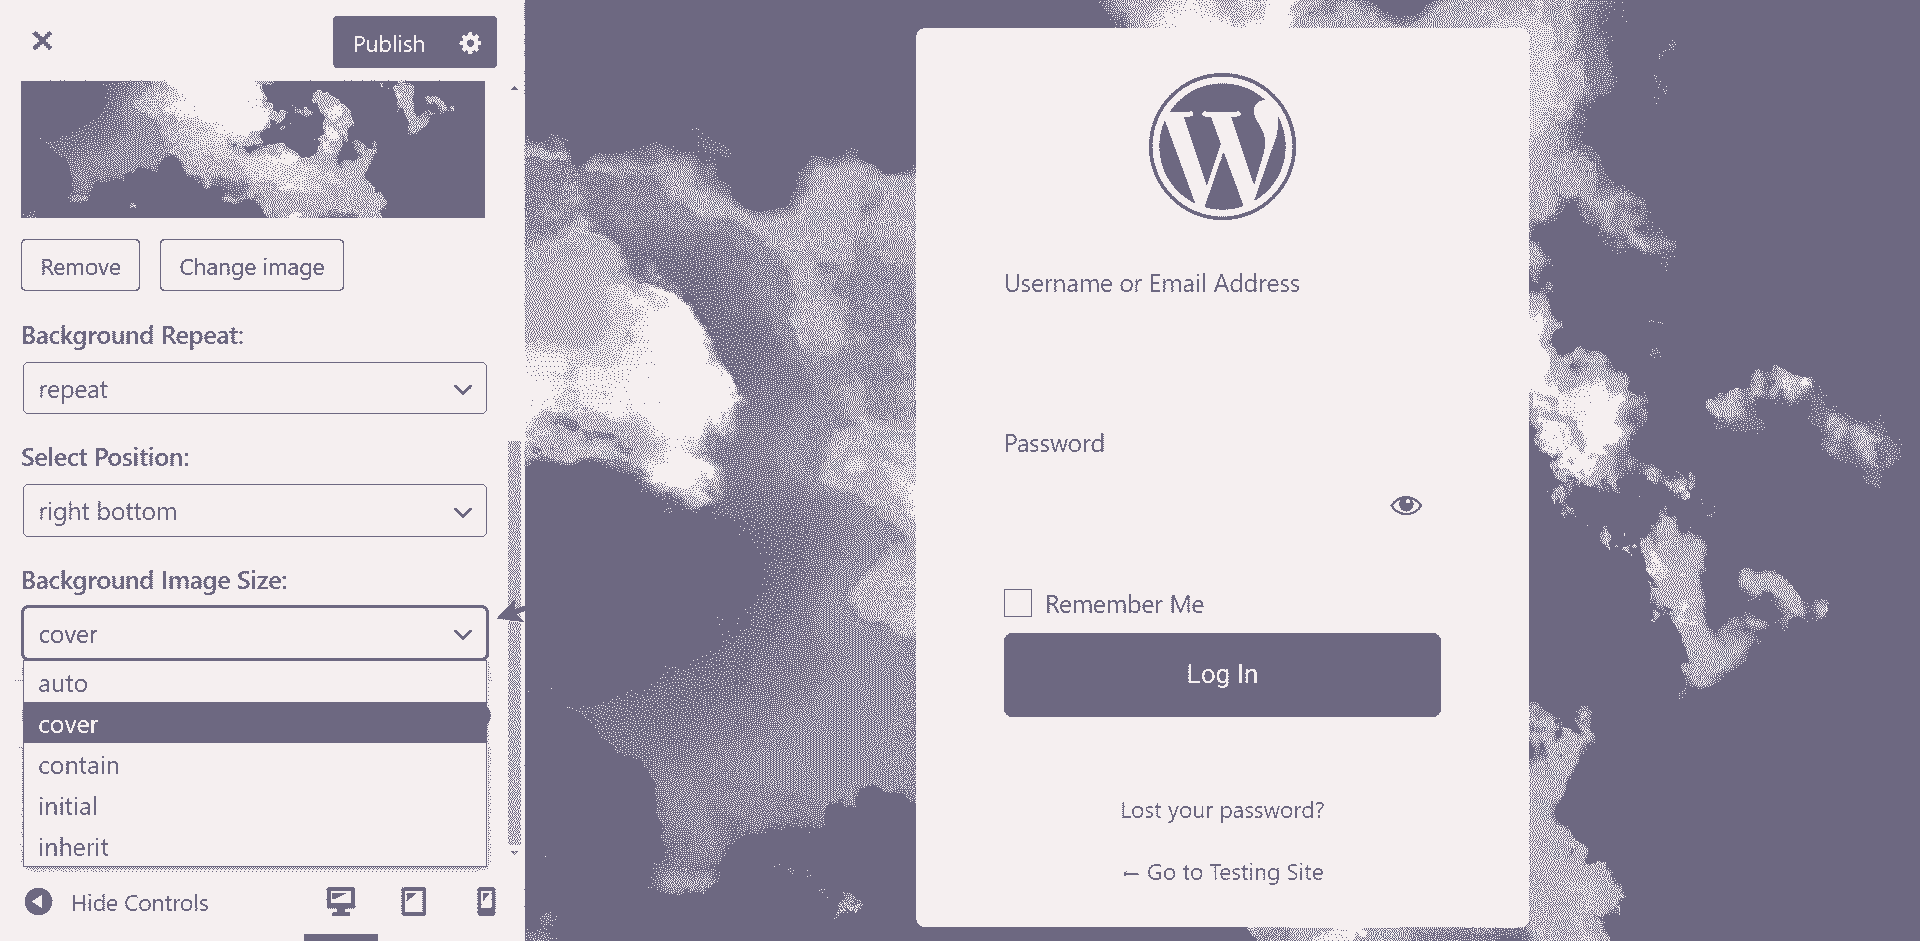 Publish
Remove
Change image
Background Repeat:
repeat
Select Position:
right bottom
Background Image Size:
cover
auto
cover
contain
initial
inherit
Hide Controls
Username or Email Address
Password
Remember Me
Log In
Lost your password?
← Go to Testing Site